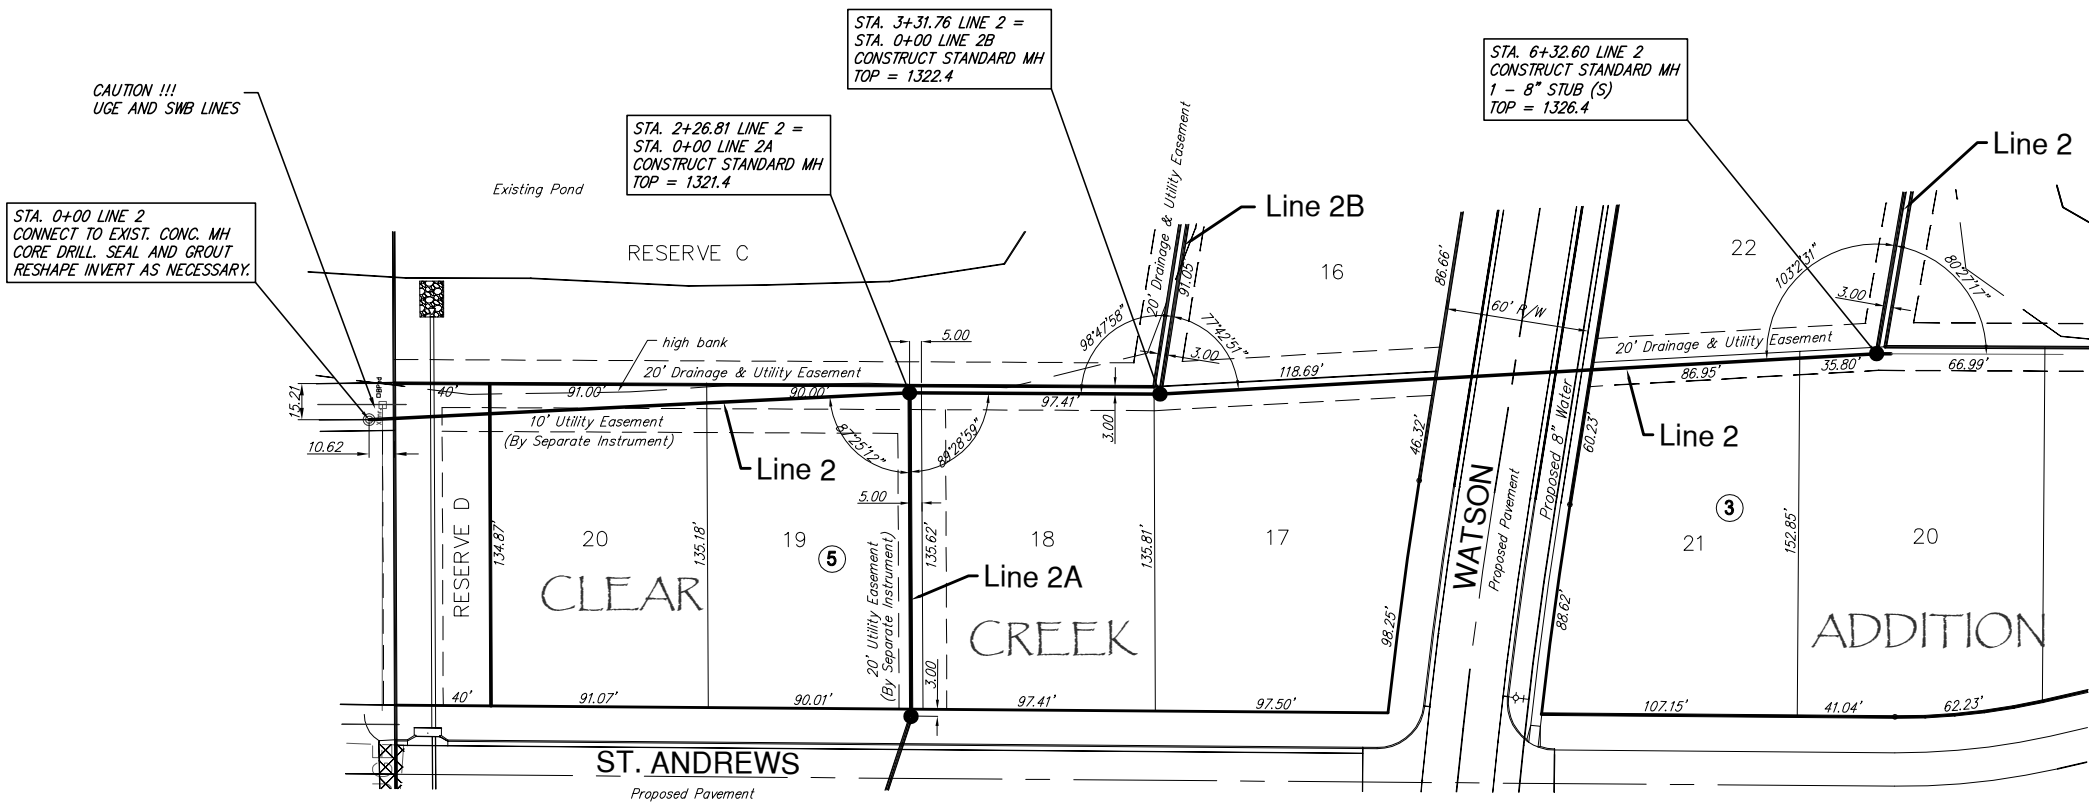 STA. 3+31.76 LINE 2 =
STA. 0+00 LINE 2B
CONSTRUCT STANDARD MH
TOP = 1322.4
STA. 6+32.60 LINE 2
CONSTRUCT STANDARD MH
1 - 8" STUB (S)
TOP = 1326.4
CAUTION !!!
UGE AND SWB LINES
STA. 2+26.81 LINE 2 =
STA. 0+00 LINE 2A
CONSTRUCT STANDARD MH
TOP = 1321.4
STA. 0+00 LINE 2
CONNECT TO EXIST. CONC. MH
CORE DRILL. SEAL AND GROUT
RESHAPE INVERT AS NECESSARY.
Existing Pond
RESERVE C
Line 2B
Line 2
20' Drainage & Utility Easement
91.05'
16
22
86.66'
60' R/W
98°47'58"
77°42'51"
3.00
103°2'31"
80°27'17"
3.00
5.00
high bank
20' Drainage & Utility Easement
20' Drainage & Utility Easement
40'
91.00'
90.00'
97.41'
118.69'
86.95'
35.80'
66.99'
15.21
10.62
10' Utility Easement
(By Separate Instrument)
87°25'12"
89°28'59"
3.00
46.32'
60.23'
Line 2
Line 2
5.00
RESERVE D
134.87'
20
135.18'
19
5
20' Utility Easement
(By Separate Instrument)
135.62'
18
135.81'
17
WATSON
Proposed Pavement
Proposed 8" Water
3
21
152.85'
20
Line 2A
CLEAR
CREEK
ADDITION
98.25'
88.62'
3.00
40'
91.07'
90.01'
97.41'
97.50'
107.15'
41.04'
62.23'
ST. ANDREWS
Proposed Pavement